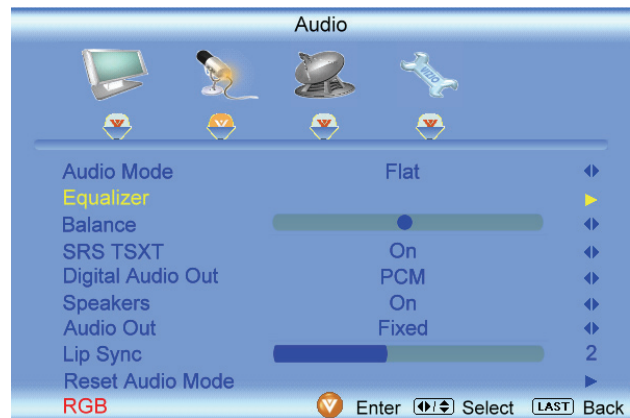 Audio
VIZIO
Audio Mode Flat
Equalizer
Balance
SRS TSXT On
Digital Audio Out PCM
Speakers On
Audio Out Fixed
Lip Sync 2
Reset Audio Mode
RGB Enter Select LAST Back